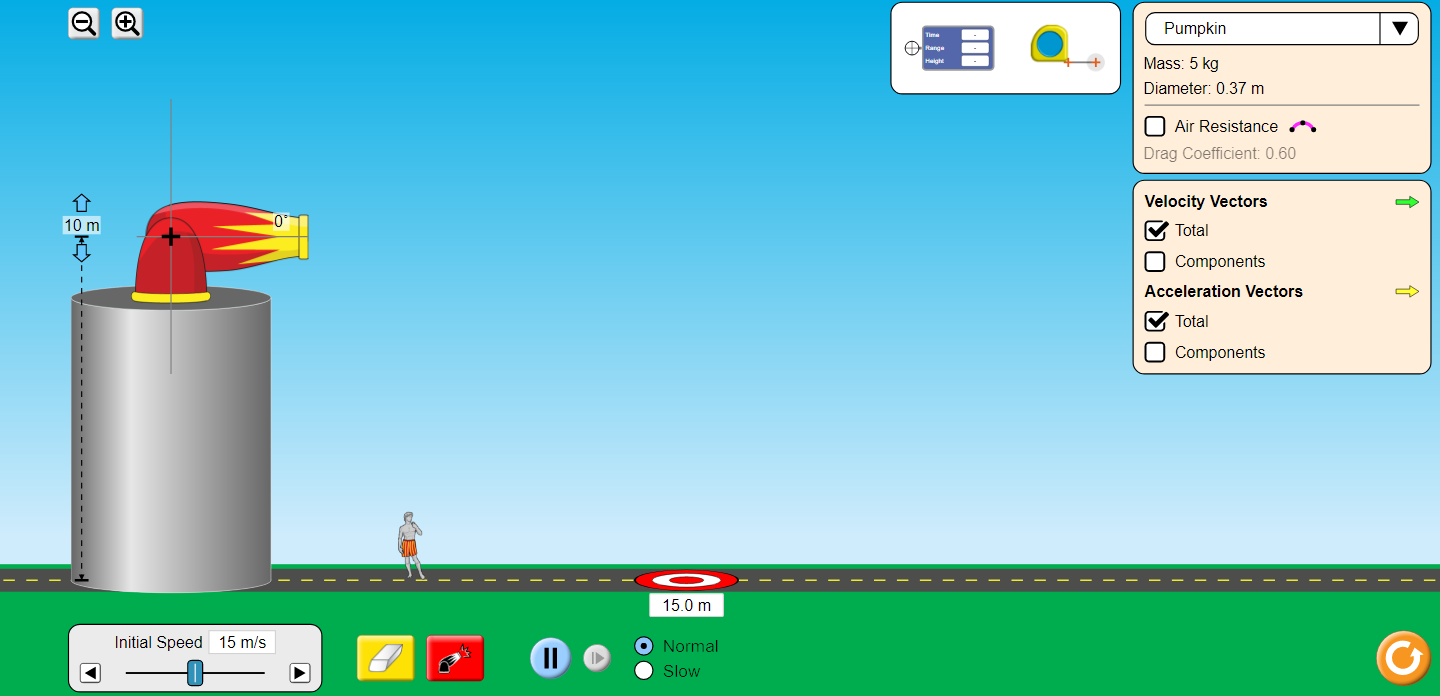 Time -
Range -
Height -
Pumpkin
Mass: 5 kg
Diameter: 0.37 m
Air Resistance
Drag Coefficient: 0.60
Velocity Vectors
Total
Components
Acceleration Vectors
Total
Components
10 m
0°
15.0 m
Initial Speed 15 m/s
Normal
Slow